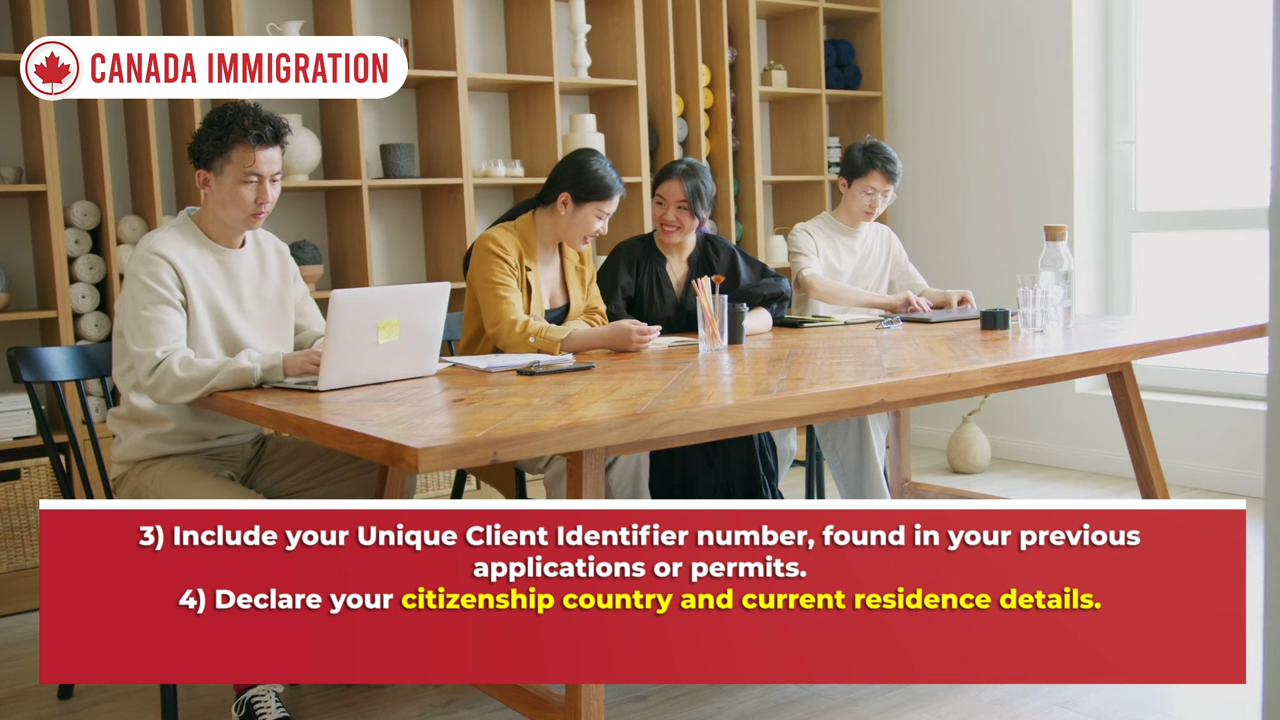 CANADA IMMIGRATION
3) Include your Unique Client Identifier number, found in your previous
applications or permits.
4) Declare your citizenship country and current residence details.